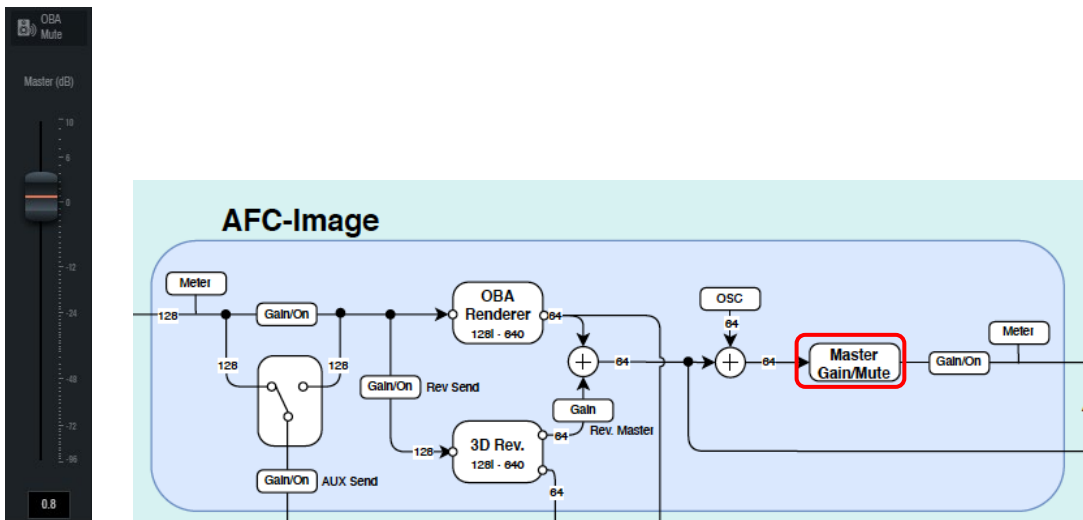 OBA
Mute
Master (dB)
10
6
0
-12
-24
-48
-72
-96
0.8
AFC-Image
Meter
128
Gain/On
OBA
Renderer
128I - 64O
64
128
128
Gain/On
Rev Send
128
3D Rev.
128I - 64O
64
64
Gain
Rev. Master
Gain/On
AUX Send
64
OSC
64
64
Master
Gain/Mute
Gain/On
Meter